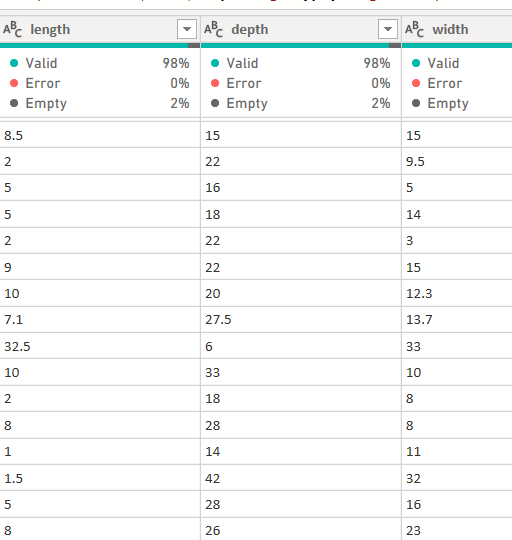 ABC length ABC depth ABC width
Valid 98% Valid 98% Valid
Error 0% Error 0% Error
Empty 2% Empty 2% Empty
8.5 15 15
2 22 9.5
5 16 5
5 18 14
2 22 3
9 22 15
10 20 12.3
7.1 27.5 13.7
32.5 6 33
10 33 10
2 18 8
8 28 8
1 14 11
1.5 42 32
5 28 16
8 26 23